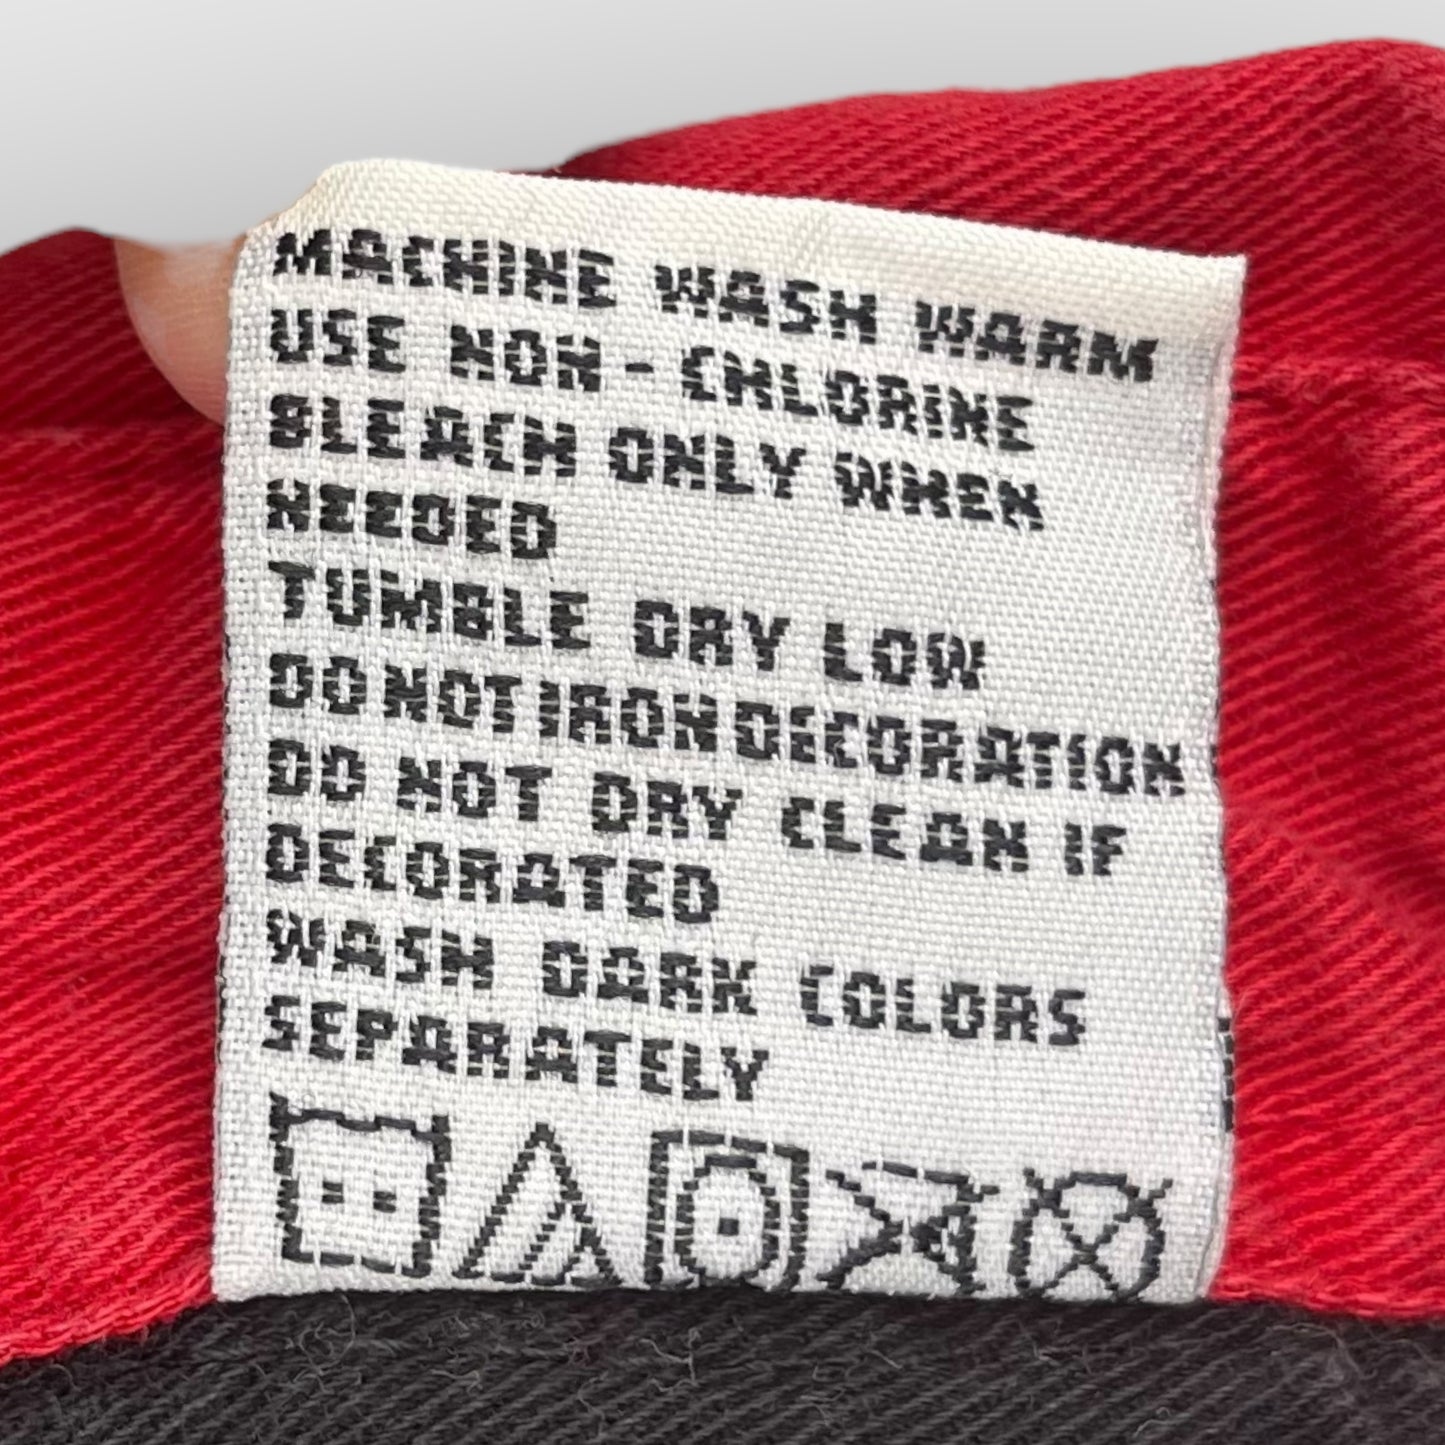 MACHINE WASH WARM
USE NON-CHLORINE
BLEACH ONLY WHEN
NEEDED
TUMBLE DRY LOW
DO NOT IRON DECORATION
DO NOT DRY CLEAN IF
DECORATED
WASH DARK COLORS
SEPARATELY